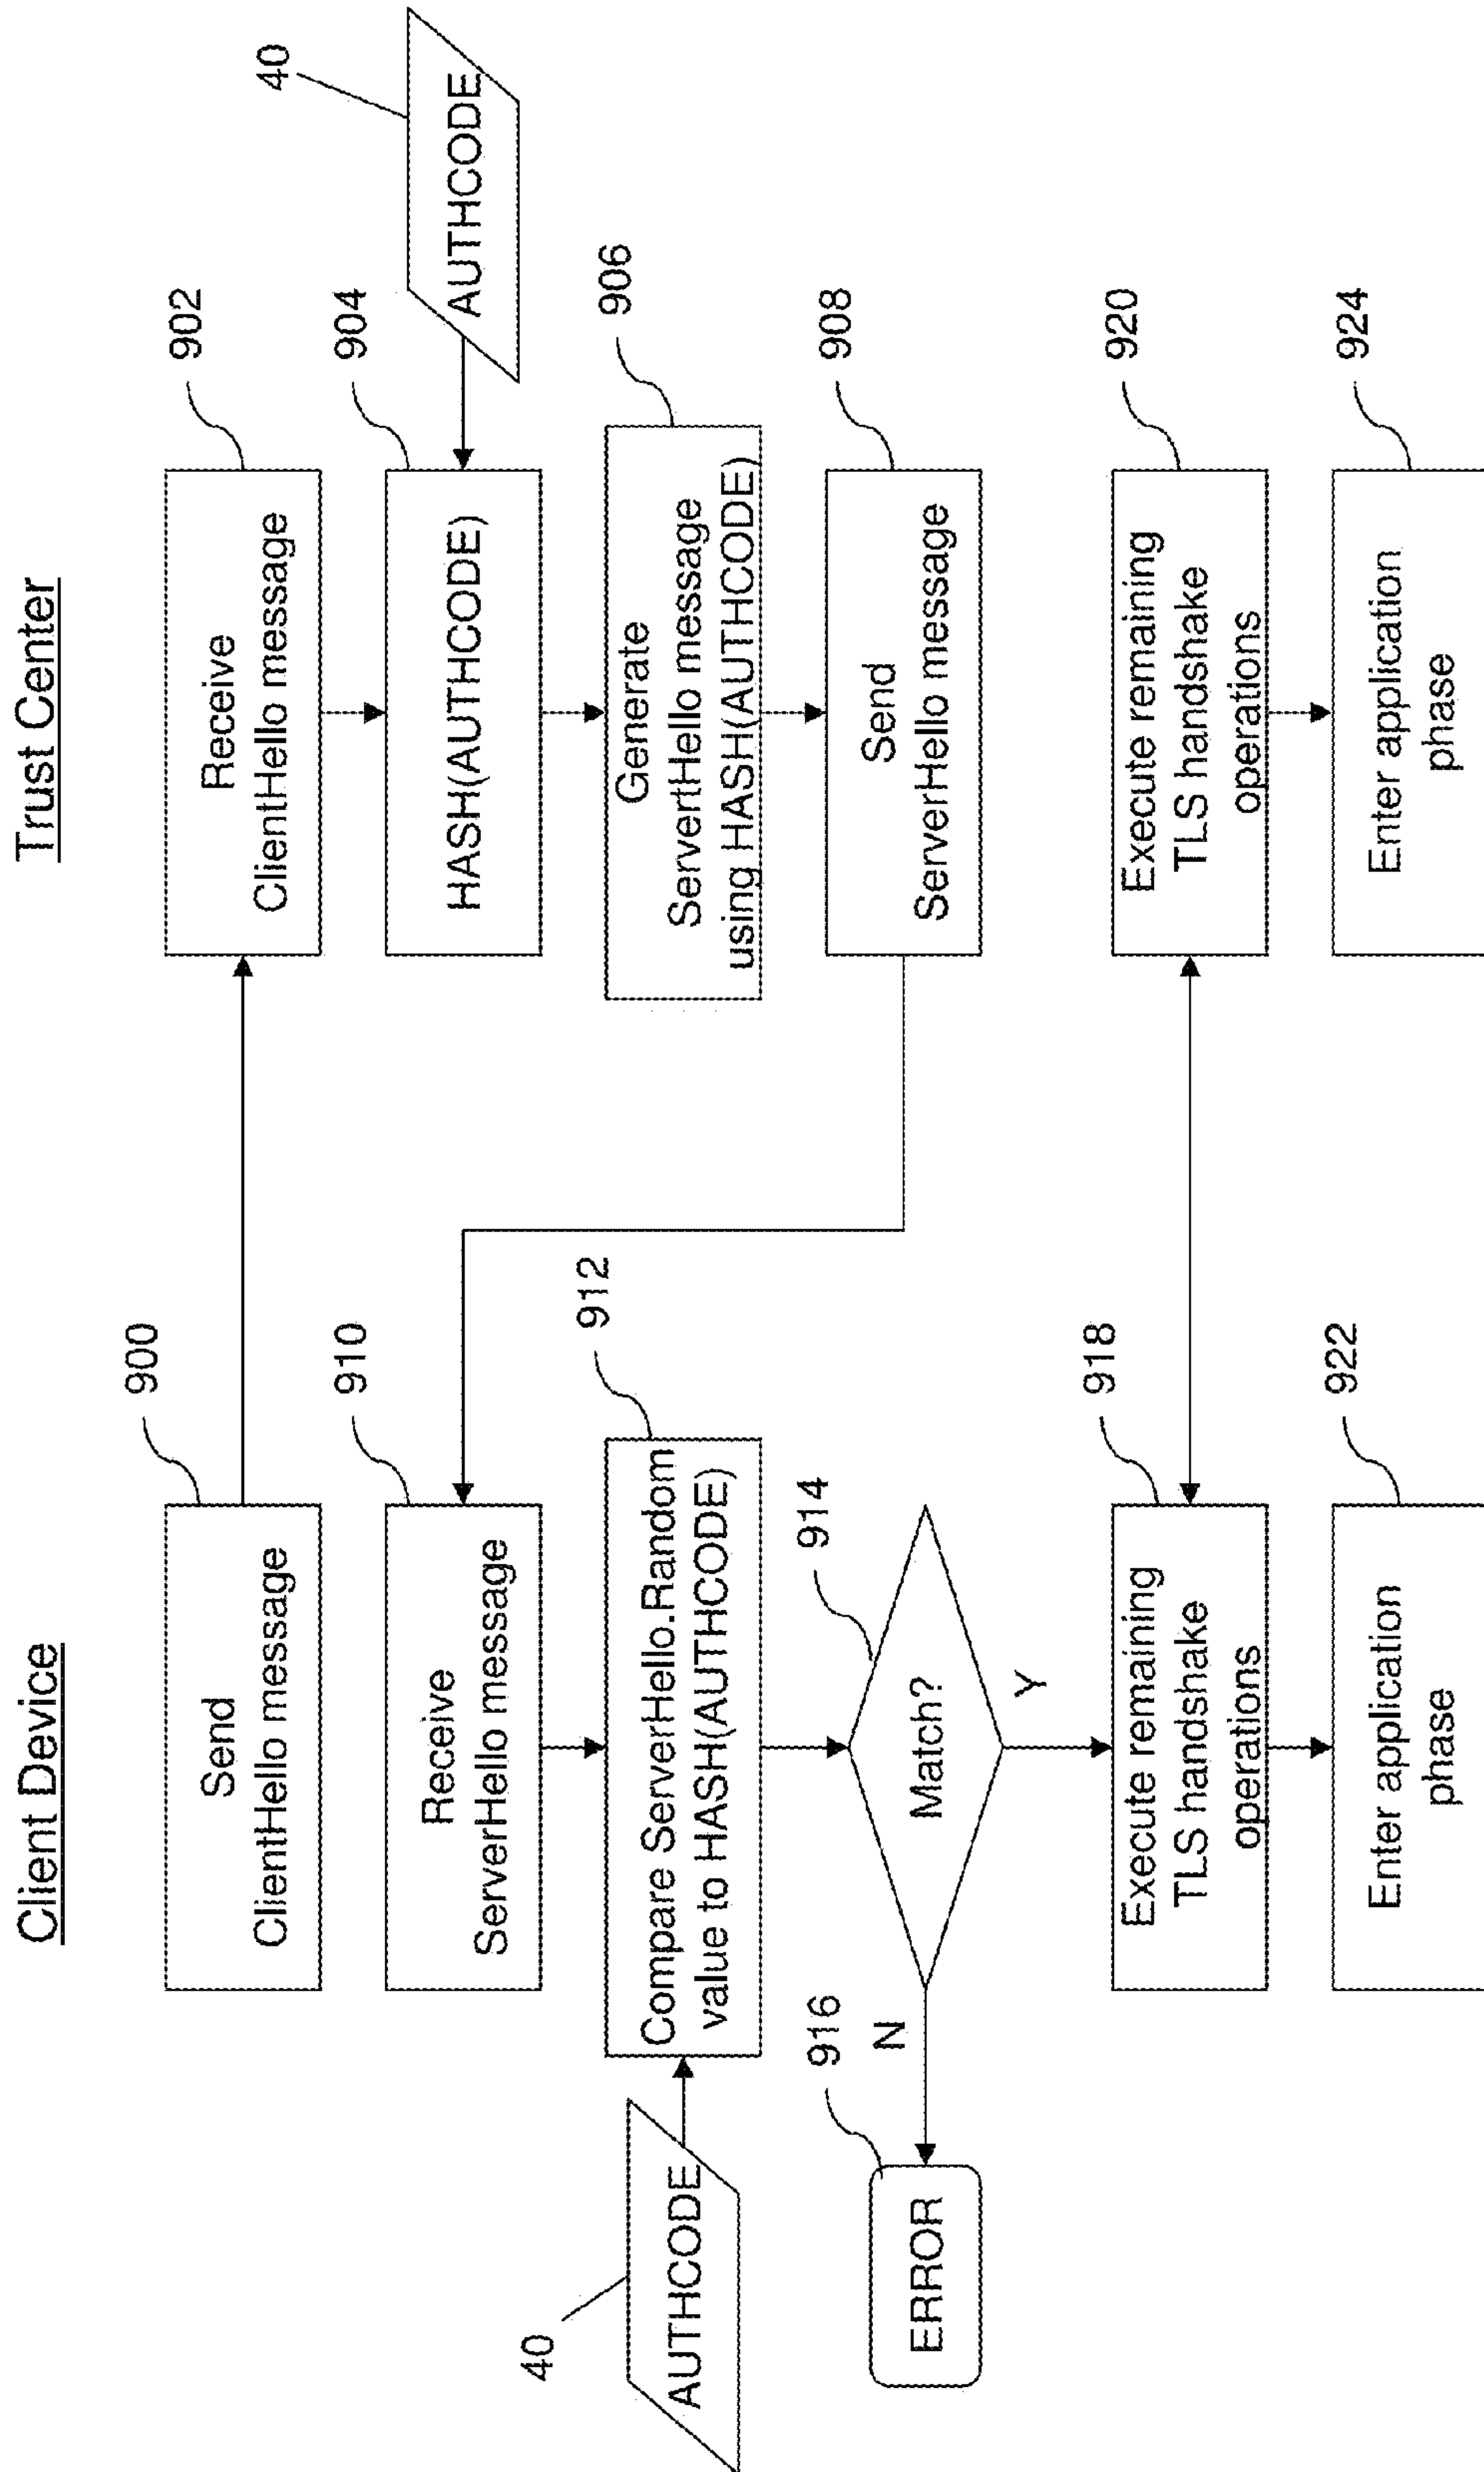 Client Device
Trust Center
900
Send
ClientHello message
902
Receive
ClientHello message
904
HASH(AUTHCODE)
40
AUTHCODE
906
Generate
ServertHello message
using HASH(AUTHCODE)
908
Send
ServerHello message
910
Receive
ServerHello message
912
Compare ServerHello.Random
value to HASH(AUTHCODE)
40
AUTHCODE
914
Match?
N
Y
916
ERROR
918
Execute remaining
TLS handshake
operations
920
Execute remaining
TLS handshake
operations
922
Enter application
phase
924
Enter application
phase